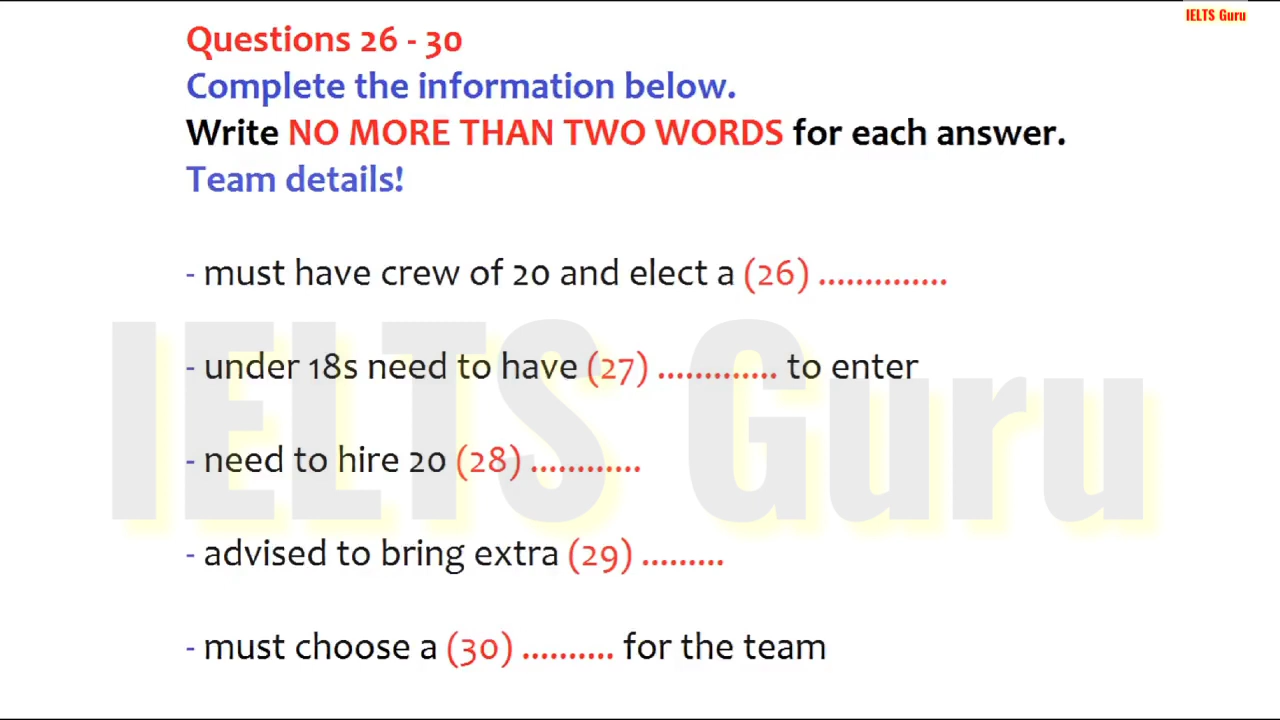 IELTS Guru
Questions 26 - 30
Complete the information below.
Write NO MORE THAN TWO WORDS for each answer.
Team details!
- must have crew of 20 and elect a (26) ..............
- under 18s need to have (27) ............. to enter
- need to hire 20 (28) ............
- advised to bring extra (29) .........
- must choose a (30) .......... for the team
IELTS Guru